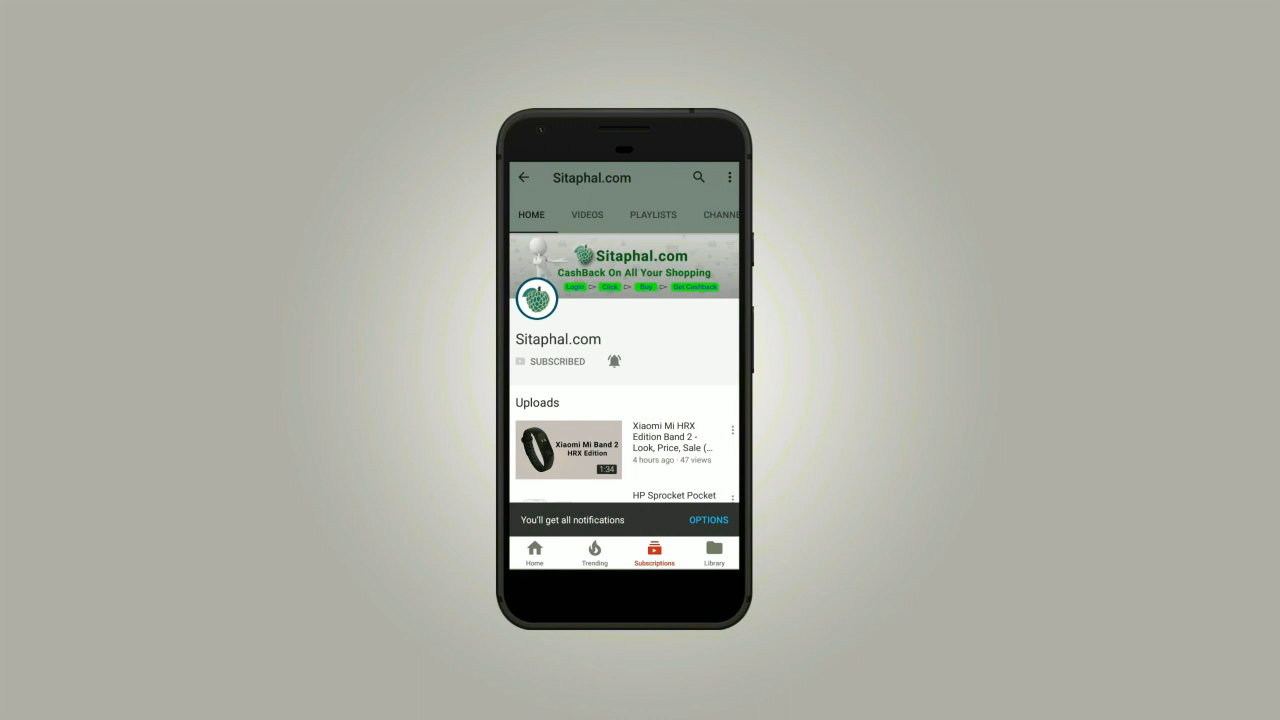 Sitaphal.com
HOME VIDEOS PLAYLISTS CHANNE
Sitaphal.com
CashBack On All Your Shopping
Login Click Buy Get Cashback
Sitaphal.com
SUBSCRIBED
Uploads
Xiaomi Mi Band 2
HRX Edition
1:34
Xiaomi Mi HRX
Edition Band 2 -
Look, Price, Sale (...
4 hours ago · 47 views
HP Sprocket Pocket
You'll get all notifications OPTIONS
Home Trending Subscriptions Library